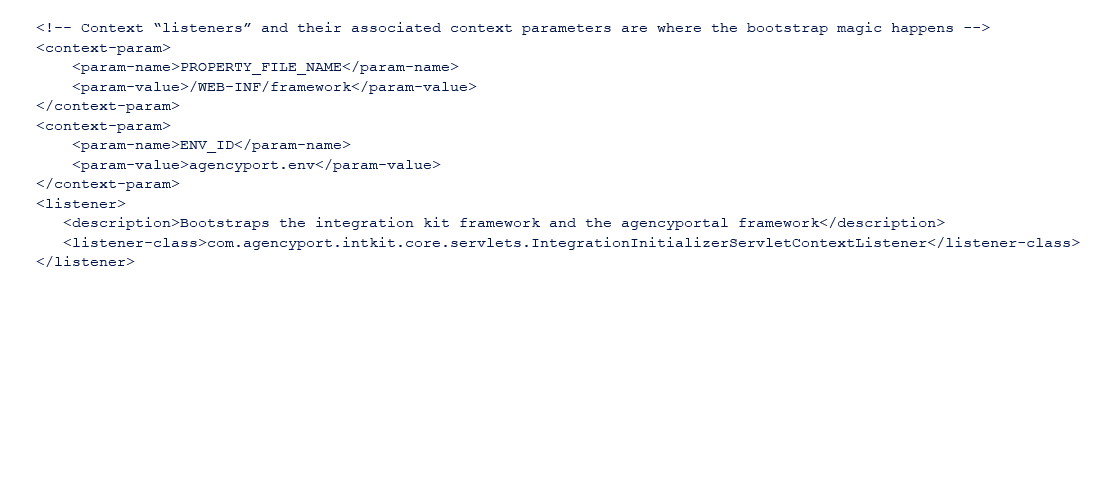 <!-- Context “listeners” and their associated context parameters are where the bootstrap magic happens -->
<context-param>
    <param-name>PROPERTY_FILE_NAME</param-name>
    <param-value>/WEB-INF/framework</param-value>
</context-param>
<context-param>
    <param-name>ENV_ID</param-name>
    <param-value>agencyport.env</param-value>
</context-param>
<listener>
   <description>Bootstraps the integration kit framework and the agencyportal framework</description>
   <listener-class>com.agencyport.intkit.core.servlets.IntegrationInitializerServletContextListener</listener-class>
</listener>